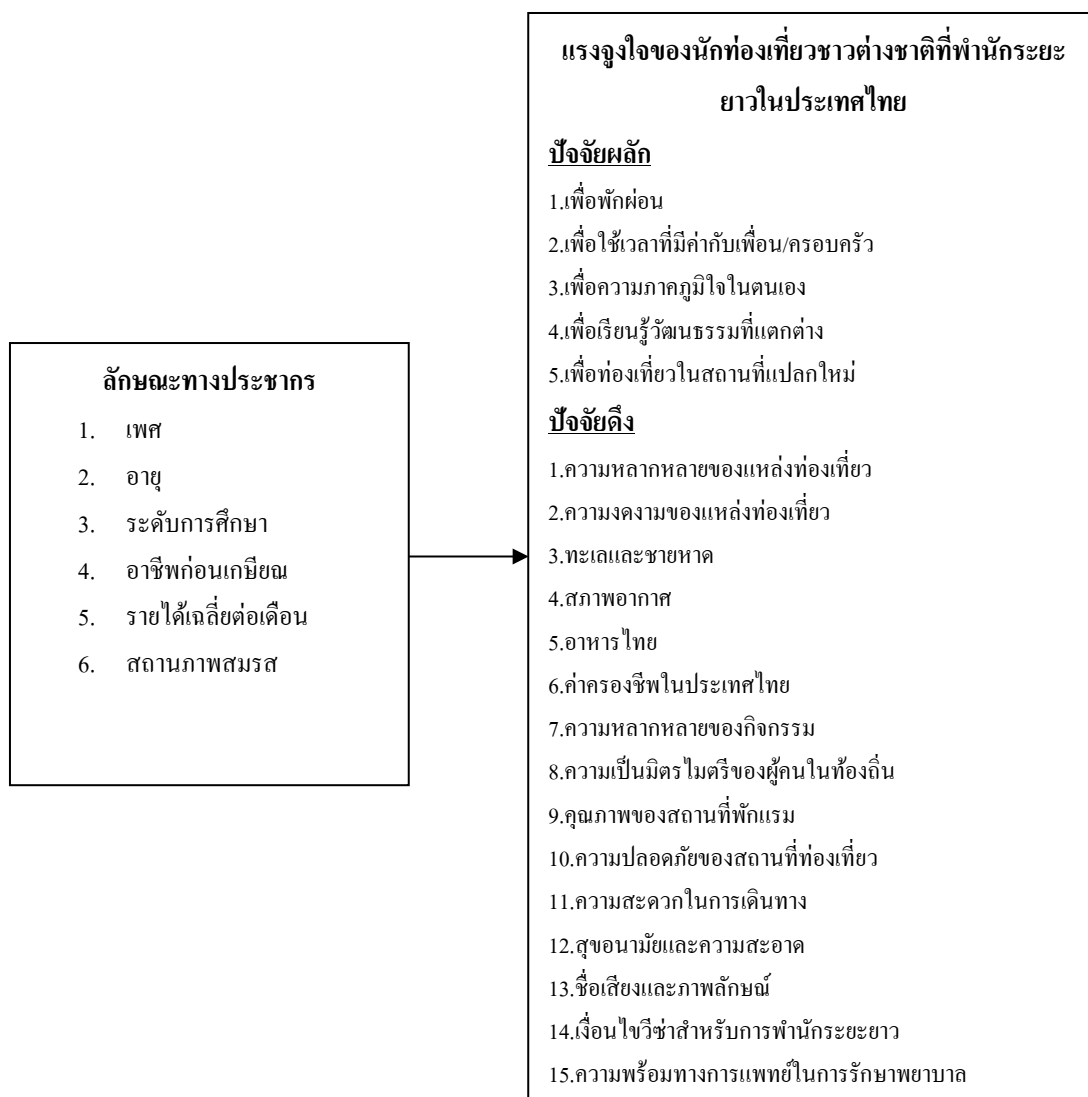 ลักษณะทางประชากร
1. เพศ
2. อายุ
3. ระดับการศึกษา
4. อาชีพก่อนเกษียณ
5. รายได้เฉลี่ยต่อเดือน
6. สถานภาพสมรส
แรงจูงใจของนักท่องเที่ยวชาวต่างชาติที่พำนักระยะ
ยาวในประเทศไทย
ปัจจัยผลัก
1.เพื่อพักผ่อน
2.เพื่อใช้เวลาที่มีค่ากับเพื่อน/ครอบครัว
3.เพื่อความภาคภูมิใจในตนเอง
4.เพื่อเรียนรู้วัฒนธรรมที่แตกต่าง
5.เพื่อท่องเที่ยวในสถานที่แปลกใหม่
ปัจจัยดึง
1.ความหลากหลายของแหล่งท่องเที่ยว
2.ความงดงามของแหล่งท่องเที่ยว
3.ทะเลและชายหาด
4.สภาพอากาศ
5.อาหารไทย
6.ค่าครองชีพในประเทศไทย
7.ความหลากหลายของกิจกรรม
8.ความเป็นมิตรไมตรีของผู้คนในท้องถิ่น
9.คุณภาพของสถานที่พักแรม
10.ความปลอดภัยของสถานที่ท่องเที่ยว
11.ความสะดวกในการเดินทาง
12.สุขอนามัยและความสะอาด
13.ชื่อเสียงและภาพลักษณ์
14.เงื่อนไขวีซ่าสำหรับการพำนักระยะยาว
15.ความพร้อมทางการแพทย์ในการรักษาพยาบาล